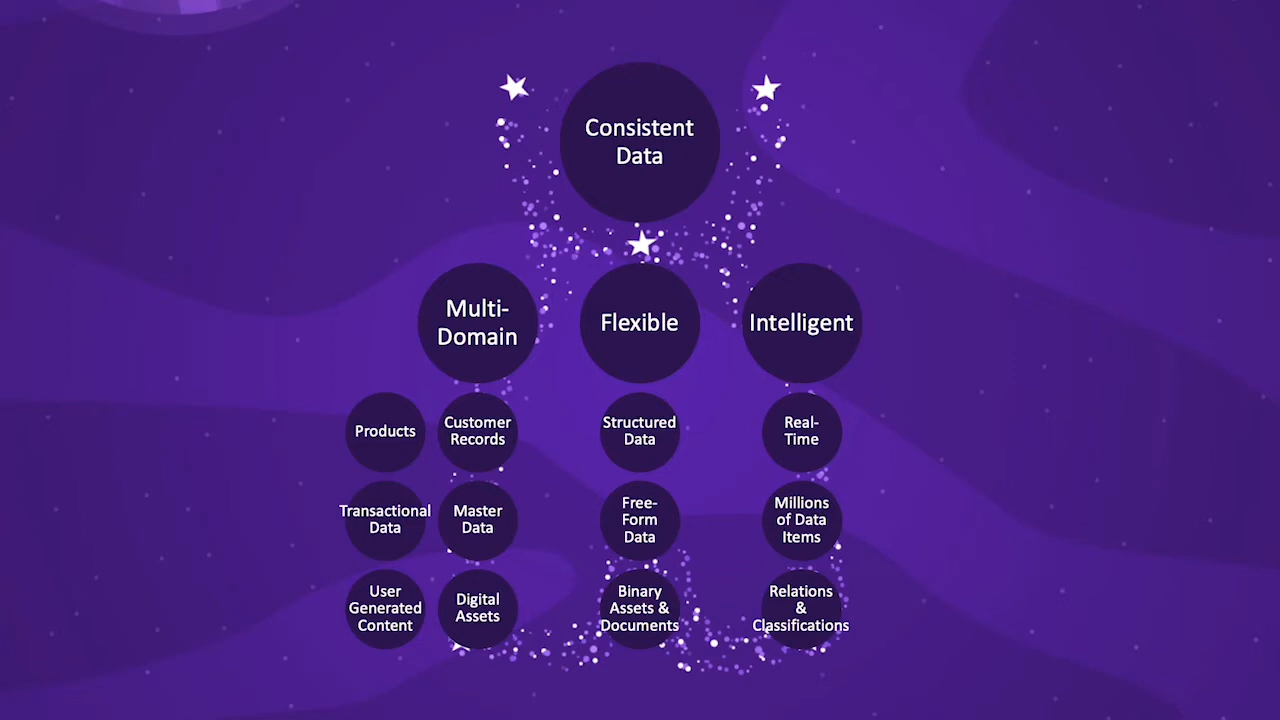 Consistent
Data
Multi-
Domain
Flexible
Intelligent
Products
Customer
Records
Structured
Data
Real-
Time
Transactional
Data
Master
Data
Free-
Form
Data
Millions
of Data
Items
User
Generated
Content
Digital
Assets
Binary
Assets &
Documents
Relations
&
Classifications